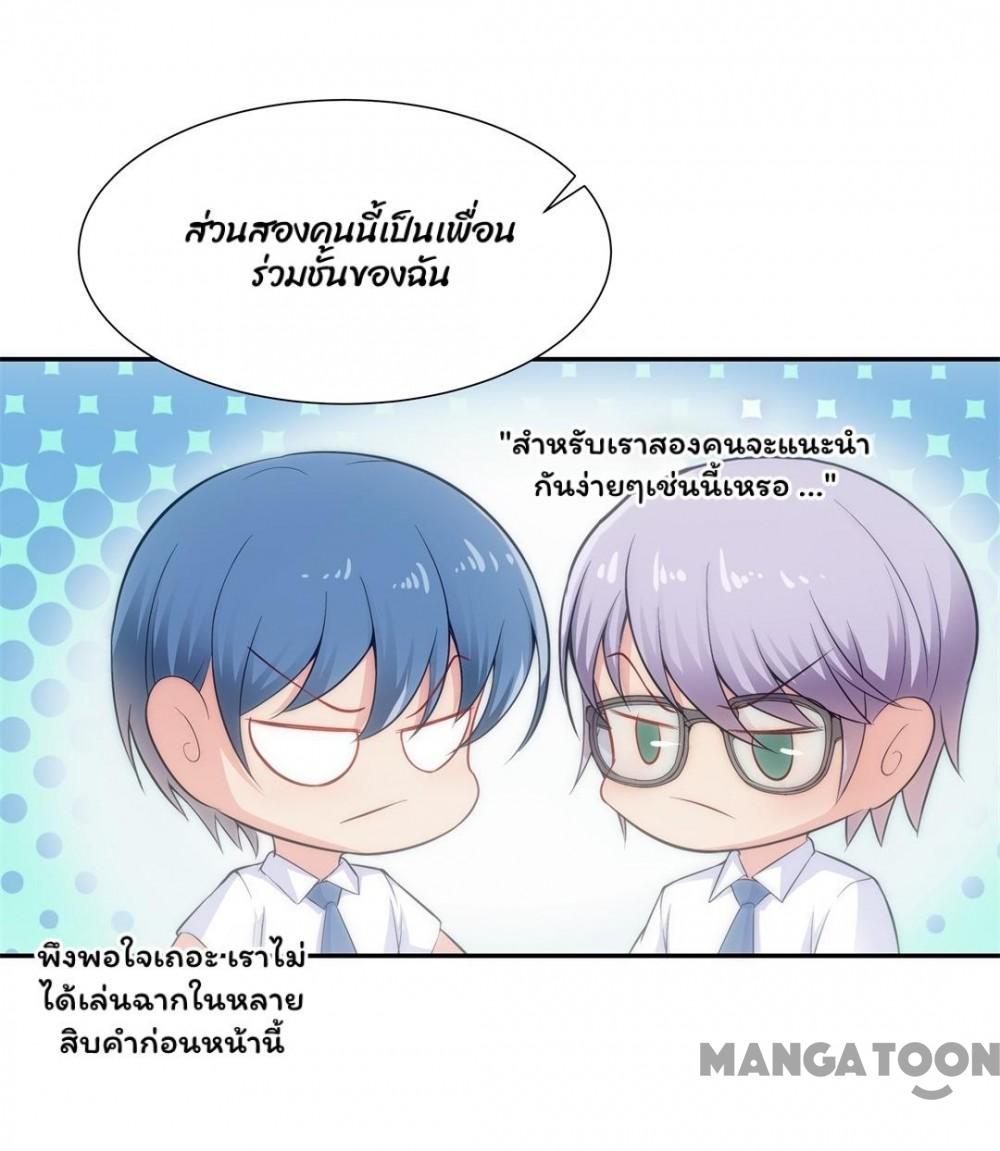 ส่วนสองคนนี้เป็นเพื่อน
ร่วมชั้นของฉัน
"สำหรับเราสองคนจะแนะนำ
กันง่ายๆเช่นนี้เหรอ ..."
พึงพอใจเถอะ เราไม่
ได้เล่นฉากในหลาย
สิบคำก่อนหน้านี้
MANGATOON